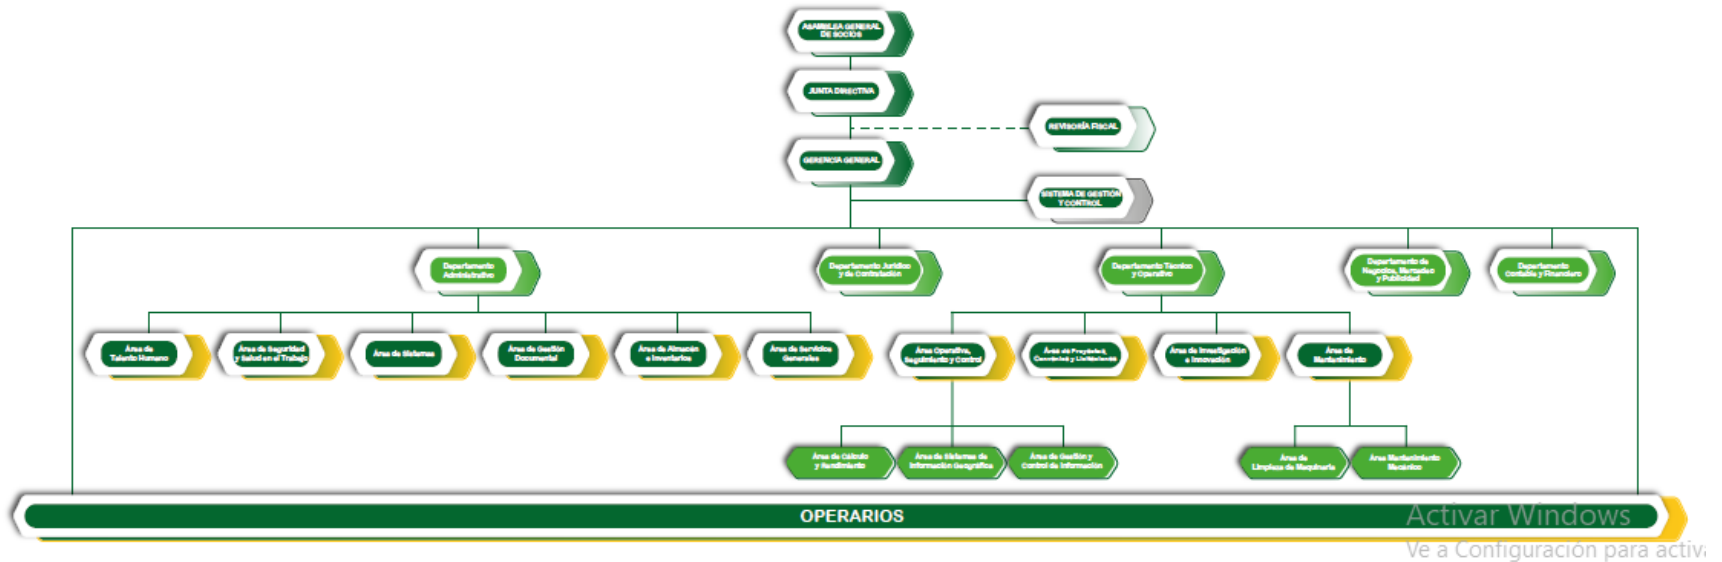 ASAMBLEA GENERAL
DE SOCIOS
JUNTA DIRECTIVA
REVISORÍA FISCAL
GERENCIA GENERAL
SISTEMA DE GESTIÓN
Y CONTROL
Departamento
Administrativo
Departamento Jurídico
y de Contratación
Departamento Técnico
y Operativo
Departamento de
Negocios, Mercadeo
y Publicidad
Departamento
Contable y Financiero
Área de
Talento Humano
Área de Seguridad
y Salud en el Trabajo
Área de Sistemas
Área de Gestión
Documental
Área de Almacén
e Inventarios
Área de Servicios
Generales
Área Operativa,
Seguimiento y Control
Área de
y Licitaciones
Área de Investigación
e Innovación
Área de
Mantenimiento
Área de Cálculo
y Rendimiento
Área de Sistemas de
Información Geográfica
Área de Gestión y
Control de Información
Área de
Limpieza de Maquinaria
Área Mantenimiento
Mecánico
OPERARIOS
Activar Windows
Ve a Configuración para activa